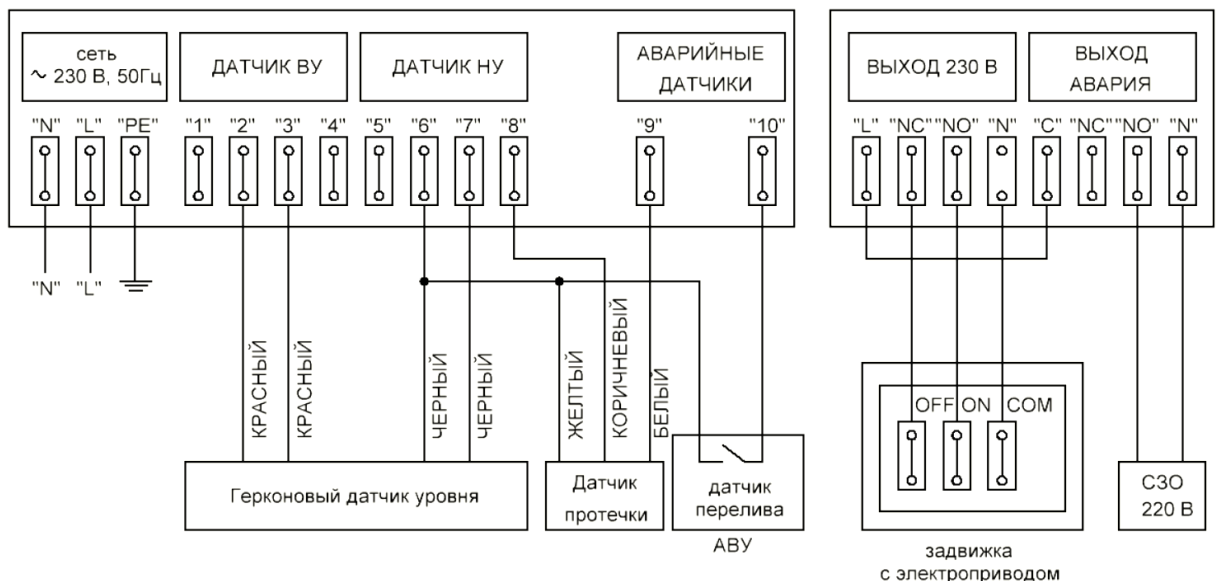 сеть
~ 230 В, 50Гц
ДАТЧИК ВУ
ДАТЧИК НУ
АВАРИЙНЫЕ
ДАТЧИКИ
ВЫХОД 230 В
ВЫХОД
АВАРИЯ
"N" "L" "PE" "1" "2" "3" "4" "5" "6" "7" "8" "9" "10"
"L" "NC" "NO" "N" "C" "NC" "NO" "N"
"N" "L"
КРАСНЫЙ
КРАСНЫЙ
ЧЕРНЫЙ
ЧЕРНЫЙ
ЖЕЛТЫЙ
КОРИЧНЕВЫЙ
БЕЛЫЙ
OFF ON COM
Герконовый датчик уровня
Датчик
протечки
датчик
перелива
АВУ
СЗО
220 В
задвижка
с электроприводом